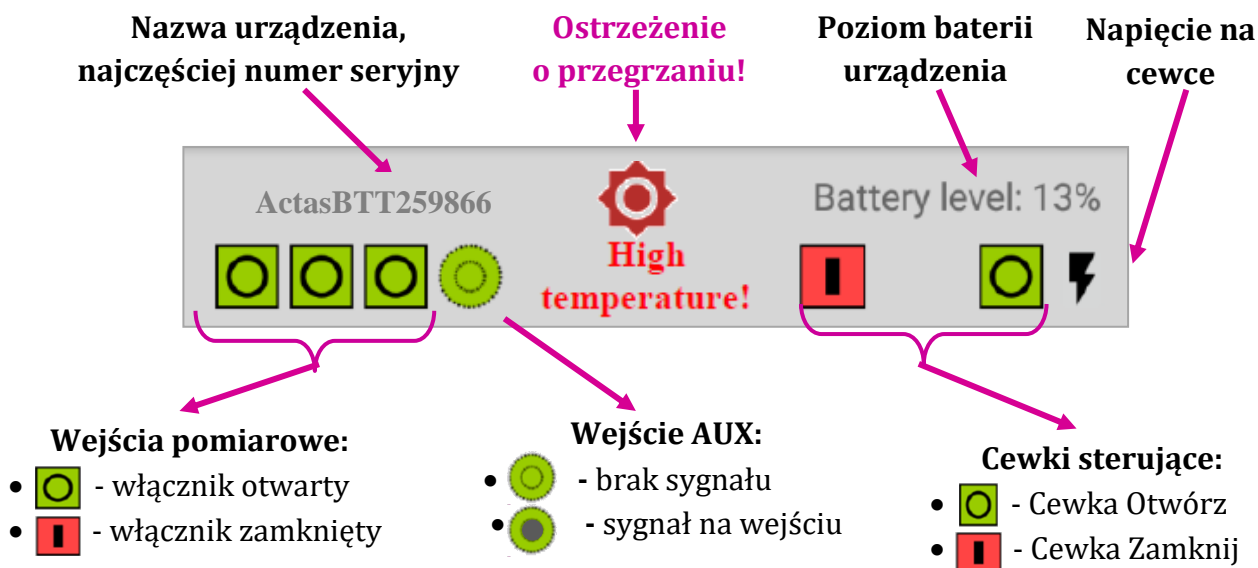 Nazwa urządzenia,
najczęściej numer seryjny
Ostrzeżenie
o przegrzaniu!
Poziom baterii
urządzenia
Napięcie na
cewce
ActasBTT259866
High
temperature!
Battery level: 13%
Wejścia pomiarowe:
- włącznik otwarty
- włącznik zamknięty
Wejście AUX:
- brak sygnału
- sygnał na wejściu
Cewki sterujące:
- Cewka Otwórz
- Cewka Zamknij